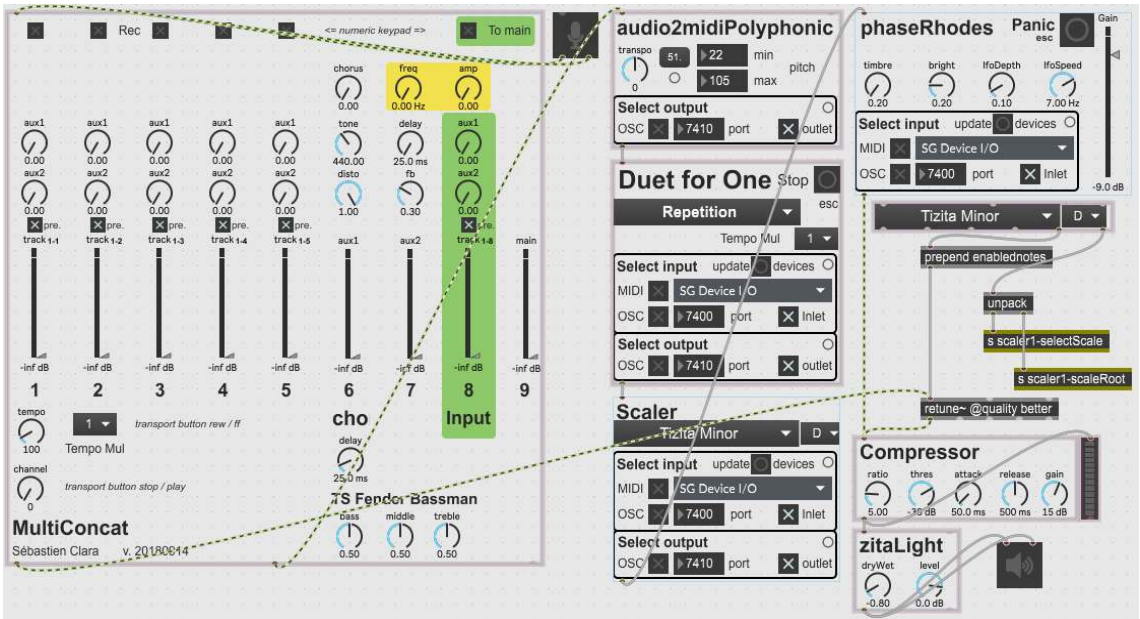 Rec
<= numeric keypad =>
To main
chorus
0.00
freq
0.00 Hz
amp
0.00
aux1
0.00
aux1
0.00
aux1
0.00
aux1
0.00
aux1
0.00
tone
440.00
delay
25.0 ms
aux1
0.00
aux2
0.00
aux2
0.00
aux2
0.00
aux2
0.00
aux2
0.00
disto
1.00
fb
0.30
aux2
0.00
pre.
pre.
pre.
pre.
pre.
pre.
track 1-1
track 1-2
track 1-3
track 1-4
track 1-5
aux1
aux2
track 1-8
main
-inf dB
-inf dB
-inf dB
-inf dB
-inf dB
-inf dB
-inf dB
-inf dB
-inf dB
1
2
3
4
5
6
7
8
9
tempo
100
1
Tempo Mul
transport button rew / ff
cho
Input
delay
25.0 ms
channel
0
transport button stop / play
TS Fender Bassman
bass
0.50
middle
0.50
treble
0.50
MultiConcat
Sébastien Clara v. 20180614
audio2midiPolyphonic
transpo
0
51.
22
min
105
max
pitch
Select output
OSC 7410 port outlet
Duet for One
Stop
esc
Repetition
Tempo Mul 1
Select input update devices
MIDI SG Device I/O
OSC 7400 port Inlet
Select output
OSC 7410 port outlet
Scaler
Tizita Minor D
Select input update devices
MIDI SG Device I/O
OSC 7400 port Inlet
Select output
OSC 7410 port outlet
phaseRhodes
Panic
esc
Gain
timbre
0.20
bright
0.20
lfoDepth
0.10
lfoSpeed
7.00 Hz
Select input update devices
MIDI SG Device I/O
OSC 7400 port Inlet
-9.0 dB
Tizita Minor D
prepend enablednotes
unpack
s scaler1-selectScale
s scaler1-scaleRoot
retune~ @quality better
Compressor
ratio
5.00
thres
-30 dB
attack
50.0 ms
release
500 ms
gain
15 dB
zitaLight
dryWet
-0.80
level
0.0 dB